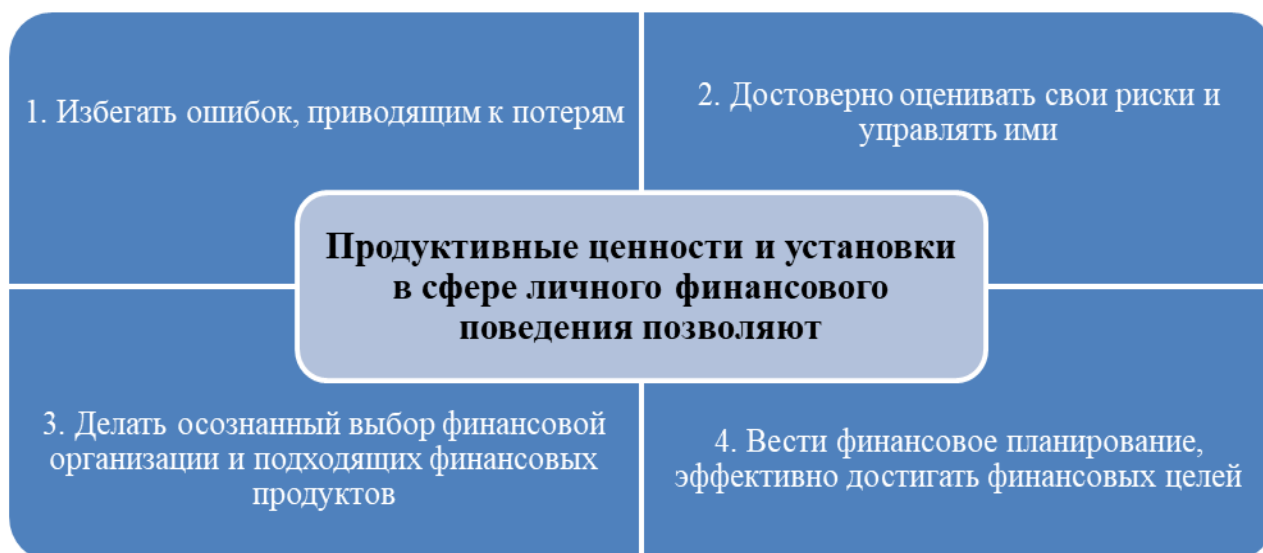 1. Избегать ошибок, приводящим к потерям
2. Достоверно оценивать свои риски и
управлять ими
Продуктивные ценности и установки
в сфере личного финансового
поведения позволяют
3. Делать осознанный выбор финансовой
организации и подходящих финансовых
продуктов
4. Вести финансовое планирование,
эффективно достигать финансовых целей